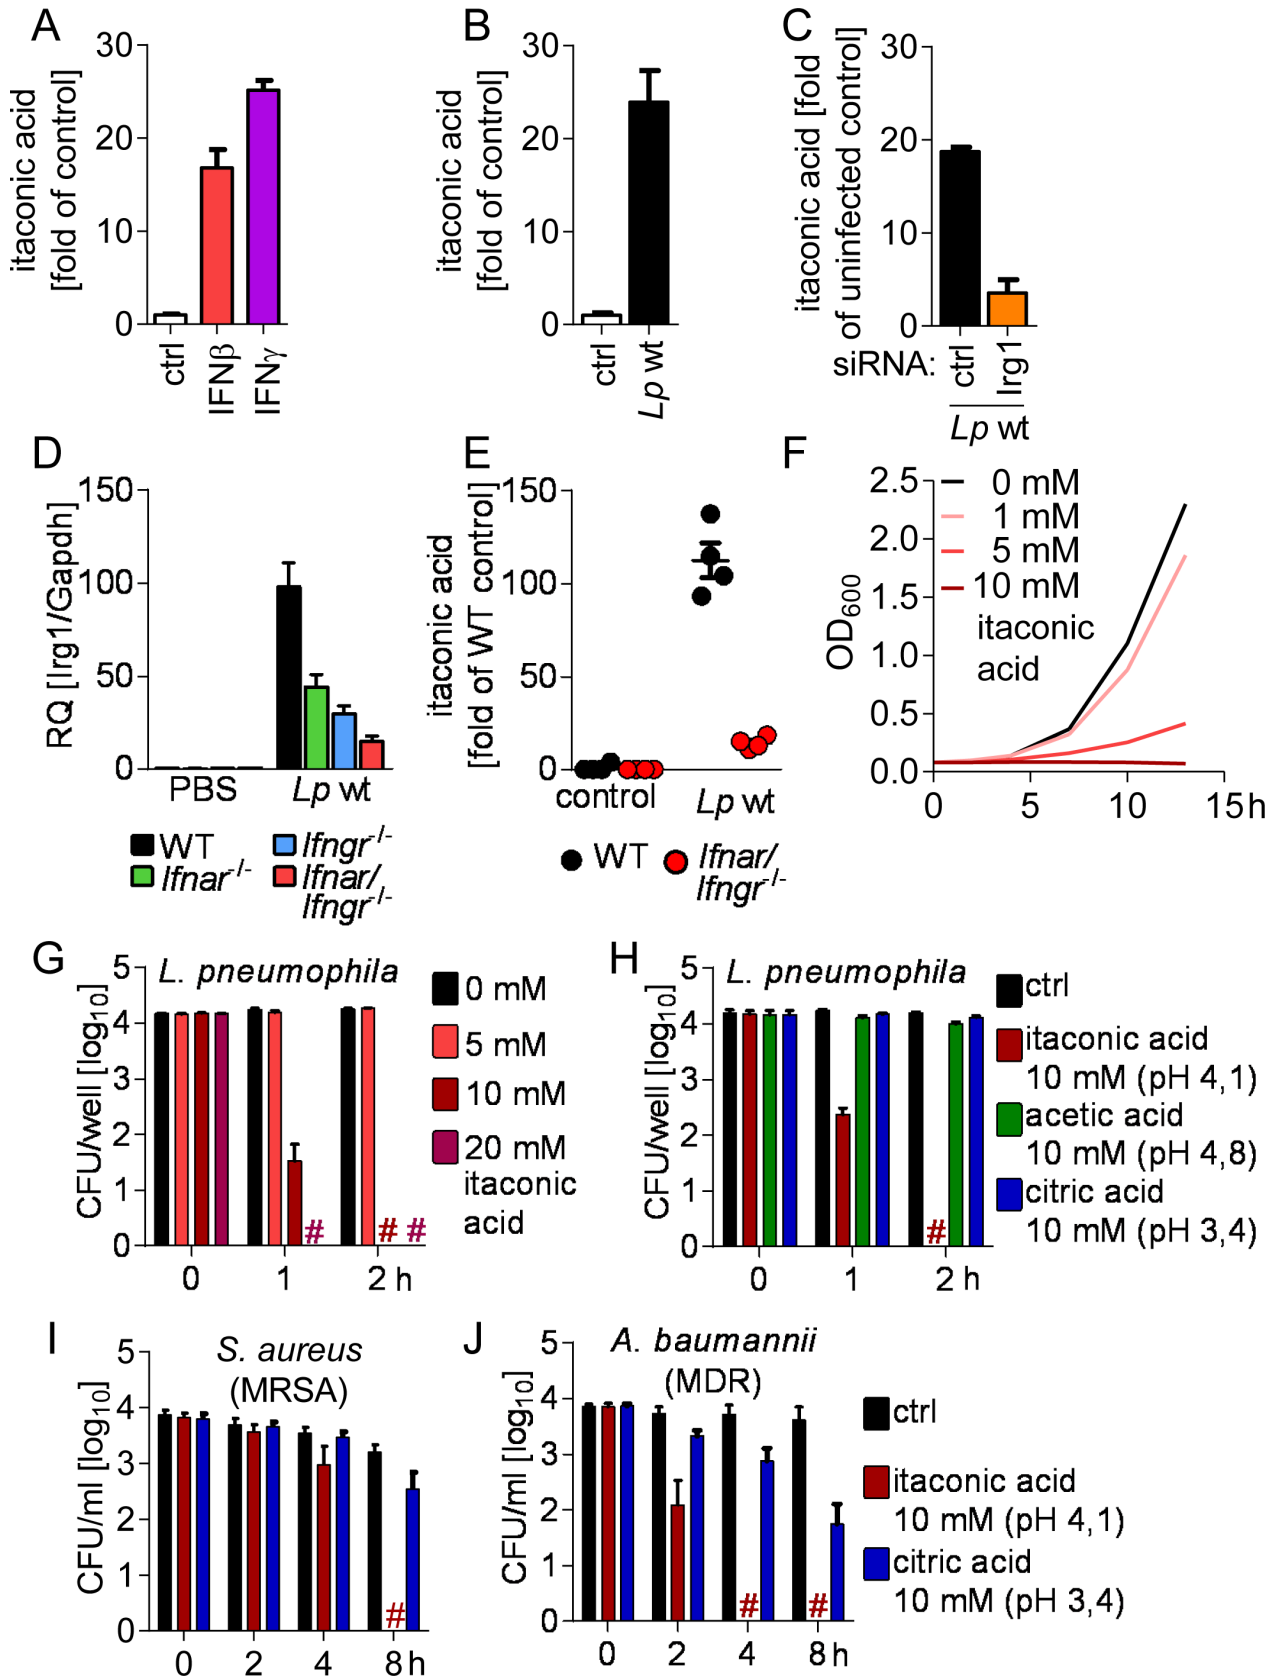 A
itaconic acid
[fold of control]
30
20
10
0
ctrl
IFNβ
IFNγ
B
itaconic acid
[fold of control]
30
20
10
0
ctrl
Lp wt
C
itaconic acid [fold
of uninfected control]
30
20
10
0
siRNA:
ctrl
Irg1
Lp wt
D
RQ [Irg1/Gapdh]
150
100
50
0
PBS
Lp wt
WT
Ifnar-/-
Ifngr-/-
Ifnar/
Ifngr-/-
E
itaconic acid
[fold of WT control]
150
100
50
0
control
Lp wt
WT
Ifnar/
Ifngr-/-
F
OD600
2.5
2.0
1.5
1.0
0.5
0.0
0 5 10 15 h
0 mM
1 mM
5 mM
10 mM
itaconic
acid
G
L. pneumophila
CFU/well [log10]
5
4
3
2
1
0
#
# #
0 1 2 h
0 mM
5 mM
10 mM
20 mM
itaconic
acid
H
L. pneumophila
CFU/well [log10]
5
4
3
2
1
0
#
0 1 2 h
ctrl
itaconic acid
10 mM (pH 4,1)
acetic acid
10 mM (pH 4,8)
citric acid
10 mM (pH 3,4)
I
S. aureus
(MRSA)
CFU/ml [log10]
5
4
3
2
1
0
#
0 2 4 8 h
J
A. baumannii
(MDR)
CFU/ml [log10]
5
4
3
2
1
0
# #
0 2 4 8 h
ctrl
itaconic acid
10 mM (pH 4,1)
citric acid
10 mM (pH 3,4)